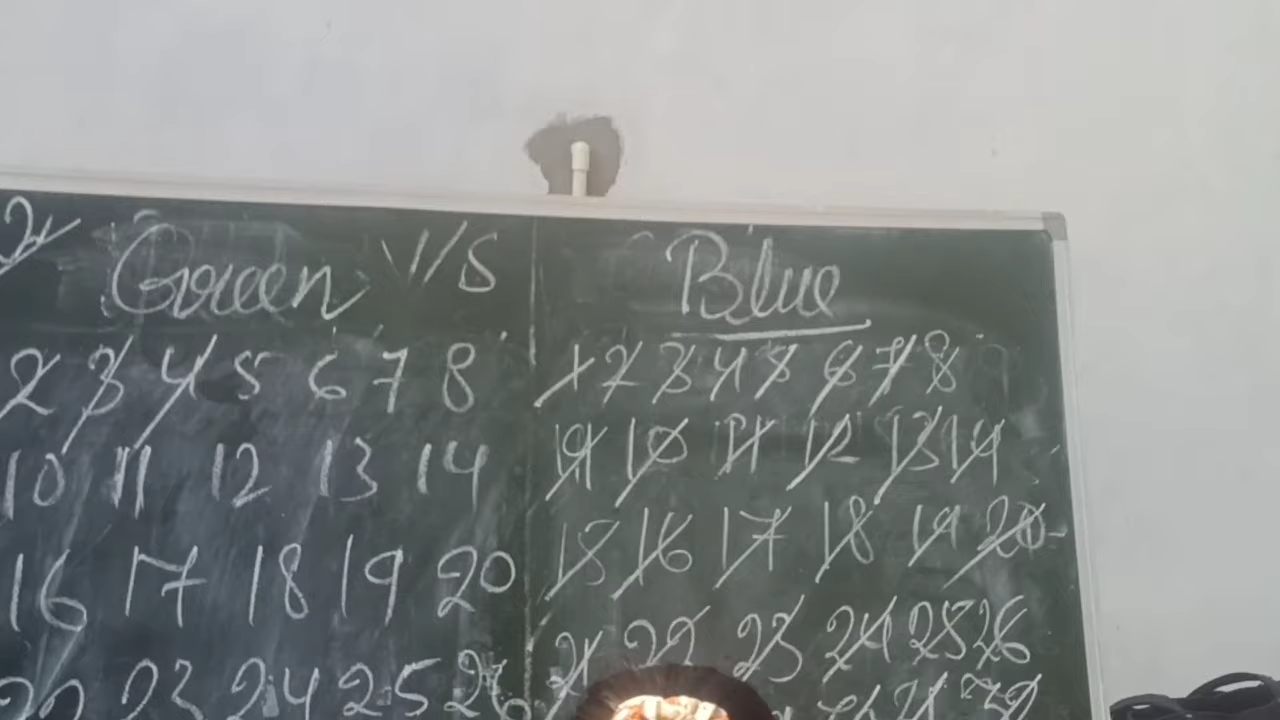 Green V/S Blue
2 3 4 5 6 7 8 1 2 3 4 5 6 7 8
10 11 12 13 14 9 10 11 12 13 14
16 17 18 19 20 15 16 17 18 19 20
22 23 24 25 26 21 22 23 24 25 26